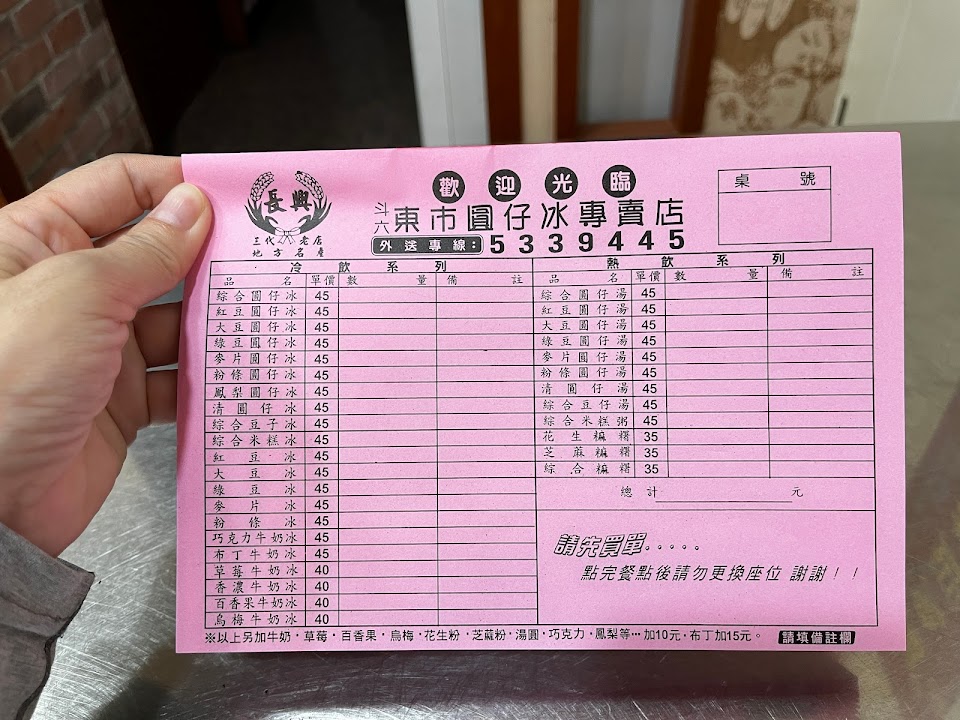 長興
三代老店
地方名產
歡迎光臨
斗六東市圓仔冰專賣店
外送專線：5339445
桌號
冷飲系列
品名 單價 數量 備註
綜合圓仔冰 45
紅豆圓仔冰 45
大豆圓仔冰 45
綠豆圓仔冰 45
麥片圓仔冰 45
粉條圓仔冰 45
鳳梨圓仔冰 45
清圓仔冰 45
綜合豆子冰 45
綜合米糕冰 45
紅豆冰 45
大豆冰 45
綠豆冰 45
麥片冰 45
粉條冰 45
巧克力牛奶冰 45
布丁牛奶冰 45
草莓牛奶冰 40
香濃牛奶冰 40
百香果牛奶冰 40
烏梅牛奶冰 40
熱飲系列
品名 單價 數量 備註
綜合圓仔湯 45
紅豆圓仔湯 45
大豆圓仔湯 45
綠豆圓仔湯 45
麥片圓仔湯 45
粉條圓仔湯 45
清圓仔湯 45
綜合豆仔湯 45
綜合米糕粥 45
花生麻糬 35
芝麻麻糬 35
綜合麻糬 35
總計 元
請先買單．．．．．
點完餐點後請勿更換座位 謝謝！！
※以上另加牛奶・草莓・百香果・烏梅・花生粉・芝蔴粉・湯圓・巧克力・鳳梨等…加10元・布丁加15元。 請填備註欄